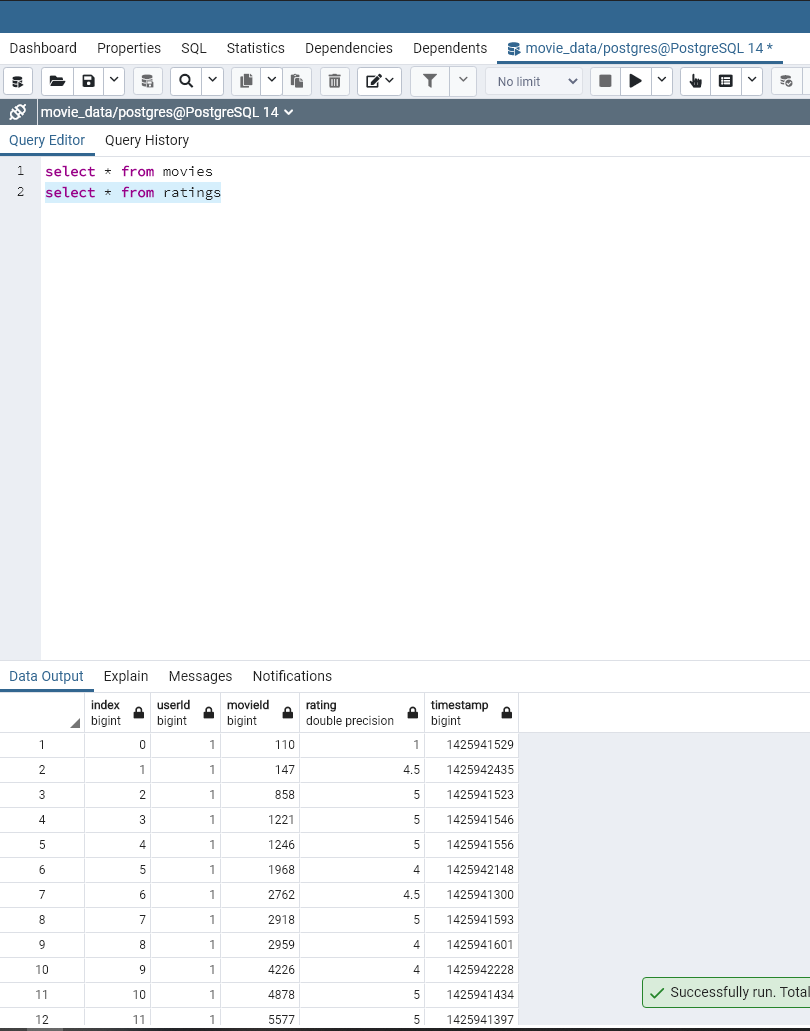 Dashboard Properties SQL Statistics Dependencies Dependents movie_data/postgres@PostgreSQL 14 *
No limit
movie_data/postgres@PostgreSQL 14
Query Editor Query History
1 select * from movies
2 select * from ratings
Data Output Explain Messages Notifications
index userId movieId rating timestamp
bigint bigint bigint double precision bigint
1 0 1 110 1 1425941529
2 1 1 147 4.5 1425942435
3 2 1 858 5 1425941523
4 3 1 1221 5 1425941546
5 4 1 1246 5 1425941556
6 5 1 1968 4 1425942148
7 6 1 2762 4.5 1425941300
8 7 1 2918 5 1425941593
9 8 1 2959 4 1425941601
10 9 1 4226 4 1425942228
11 10 1 4878 5 1425941434
12 11 1 5577 5 1425941397
Successfully run. Total